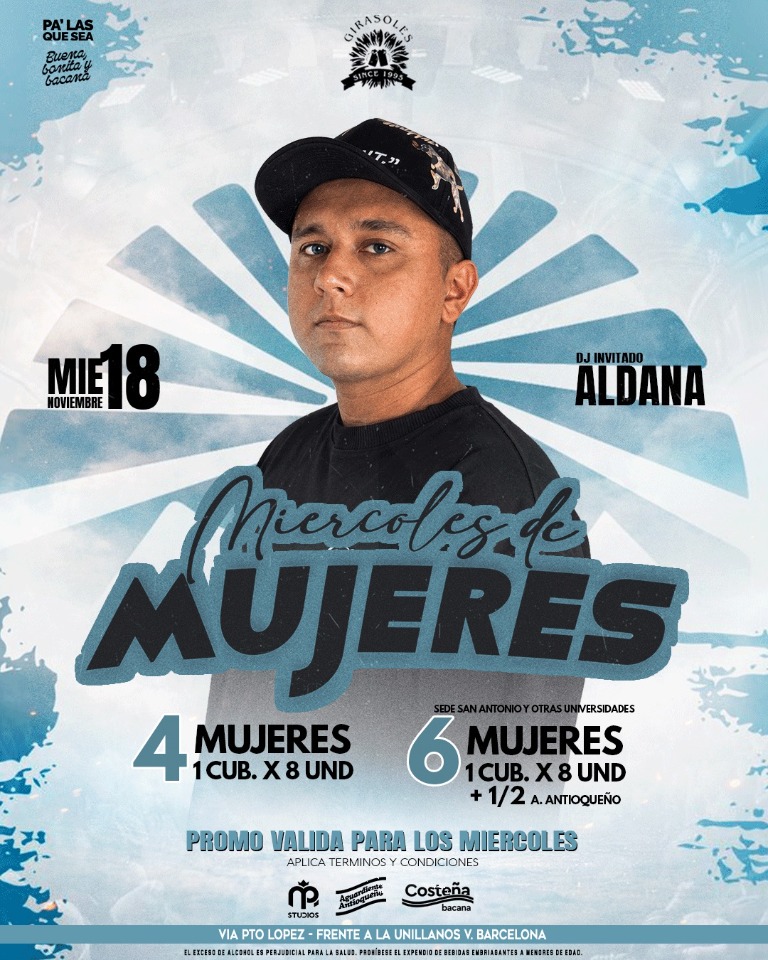 PA' LAS
QUE SEA
Buena,
bonita y
bacana
GIRASOLES
SINCE 1995
UT."
MIE 18
NOVIEMBRE
DJ INVITADO
ALDANA
Miercoles de
MUJERES
4 MUJERES
1 CUB. X 8 UND
SEDE SAN ANTONIO Y OTRAS UNIVERSIDADES
6 MUJERES
1 CUB. X 8 UND
+ 1/2 A. ANTIOQUEÑO
PROMO VALIDA PARA LOS MIERCOLES
APLICA TERMINOS Y CONDICIONES
STUDIOS
Aguardiente
Antioqueño
Costeña
bacana
VIA PTO LOPEZ - FRENTE A LA UNILLANOS V. BARCELONA
EL EXCESO DE ALCOHOL ES PERJUDICIAL PARA LA SALUD. PROHÍBESE EL EXPENDIO DE BEBIDAS EMBRIAGANTES A MENORES DE EDAD.